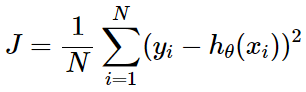 J = \frac{1}{N} \sum_{i=1}^{N} (y_i - h_\theta(x_i))^2